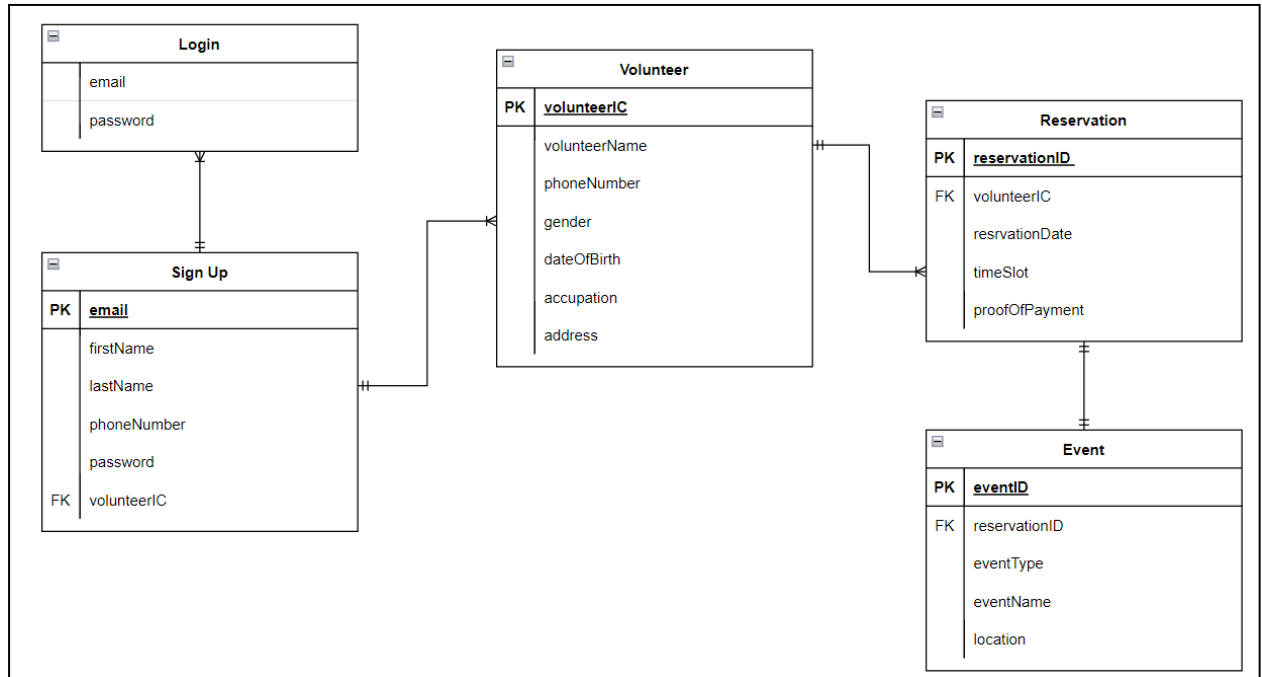 Login
email
password
Sign Up
PK email
firstName
lastName
phoneNumber
password
FK volunteerIC
Volunteer
PK volunteerIC
volunteerName
phoneNumber
gender
dateOfBirth
accupation
address
Reservation
PK reservationID
FK volunteerIC
resrvationDate
timeSlot
proofOfPayment
Event
PK eventID
FK reservationID
eventType
eventName
location